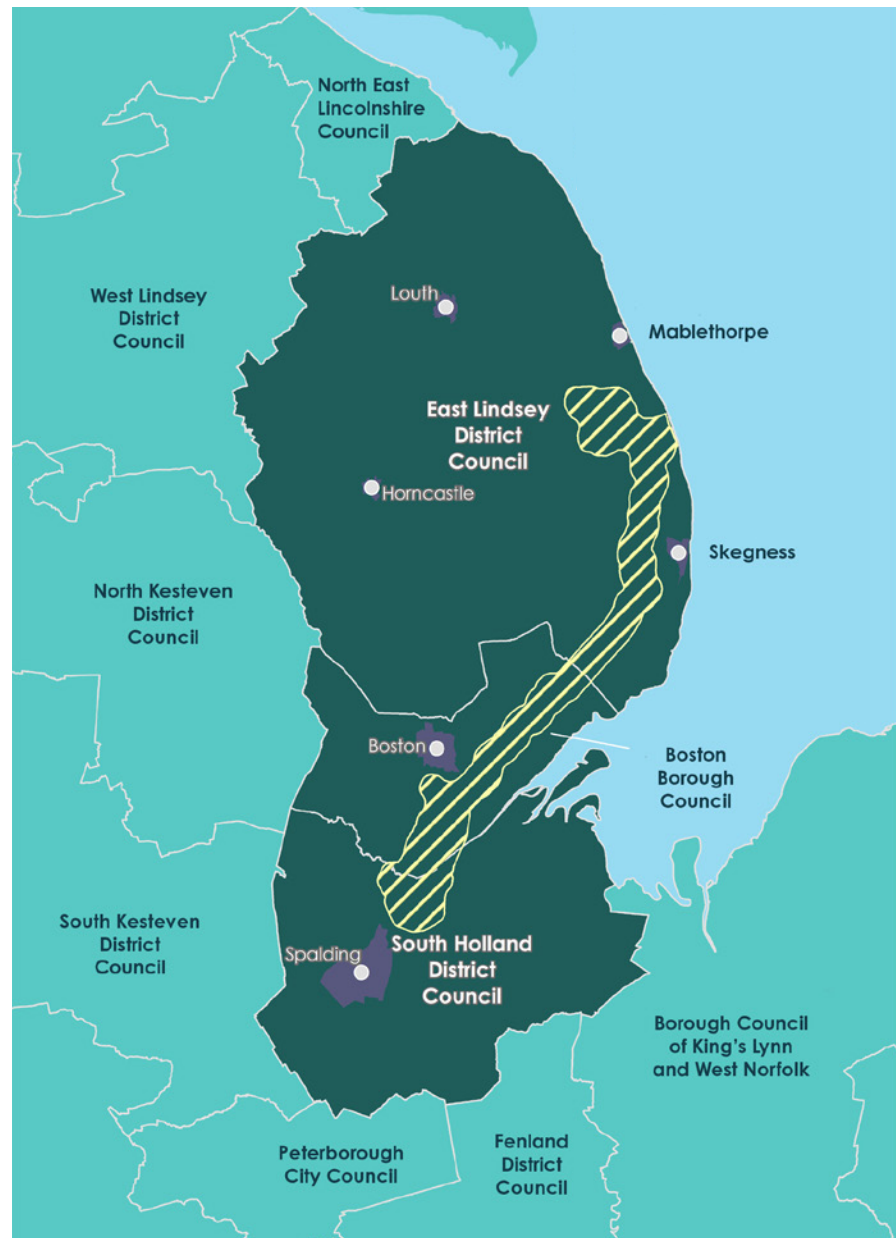 North East
Lincolnshire
Council
West Lindsey
District
Council
Louth
Mablethorpe
East Lindsey
District
Council
Horncastle
Skegness
North Kesteven
District
Council
Boston
Boston
Borough
Council
South Kesteven
District
Council
Spalding
South Holland
District
Council
Borough Council
of King's Lynn
and West Norfolk
Peterborough
City Council
Fenland
District
Council